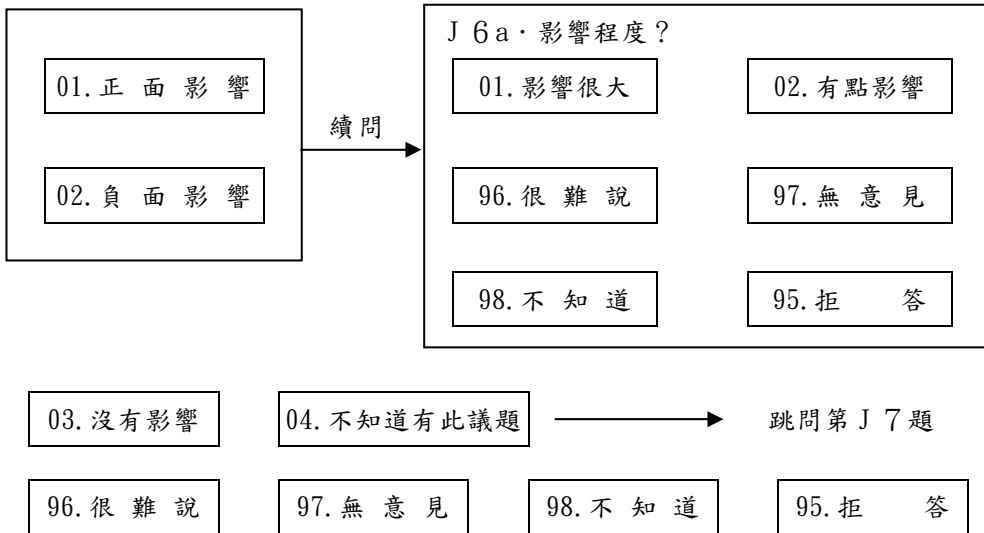 J６a．影響程度？
01.正 面 影 響
01.影響很大
02.有點影響
續問
02.負 面 影 響
96.很 難 說
97.無 意 見
98.不 知 道
95.拒 答
03.沒有影響
04.不知道有此議題
跳問第J７題
96.很 難 說
97.無 意 見
98.不 知 道
95.拒 答